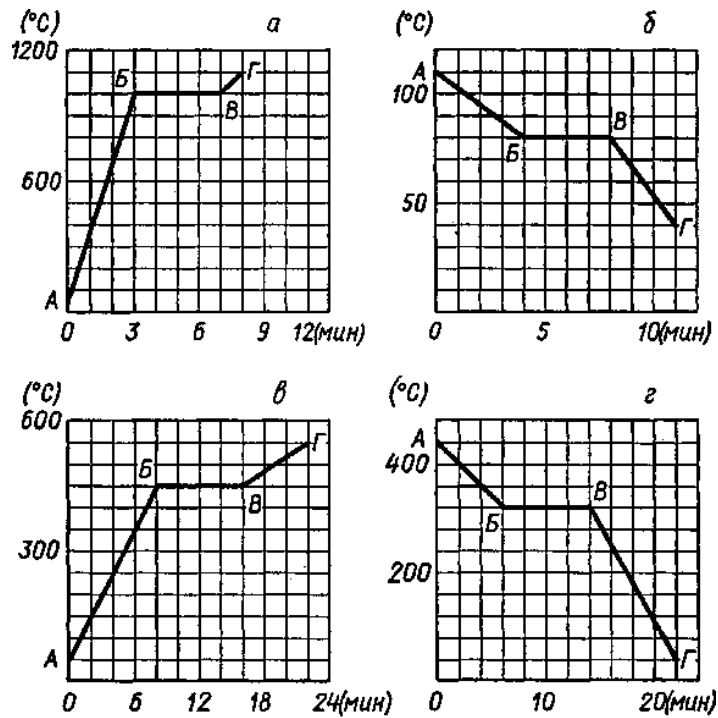 (°C) а
1200
Б Г
В
600
А
0 3 6 9 12(мин)
(°C) б
А
100
В
Б
50
Г
0 5 10(мин)
(°C) в
600
Г
Б
В
300
А
0 6 12 18 24(мин)
(°C) г
А
400
В
Б
200
Г
0 10 20(мин)